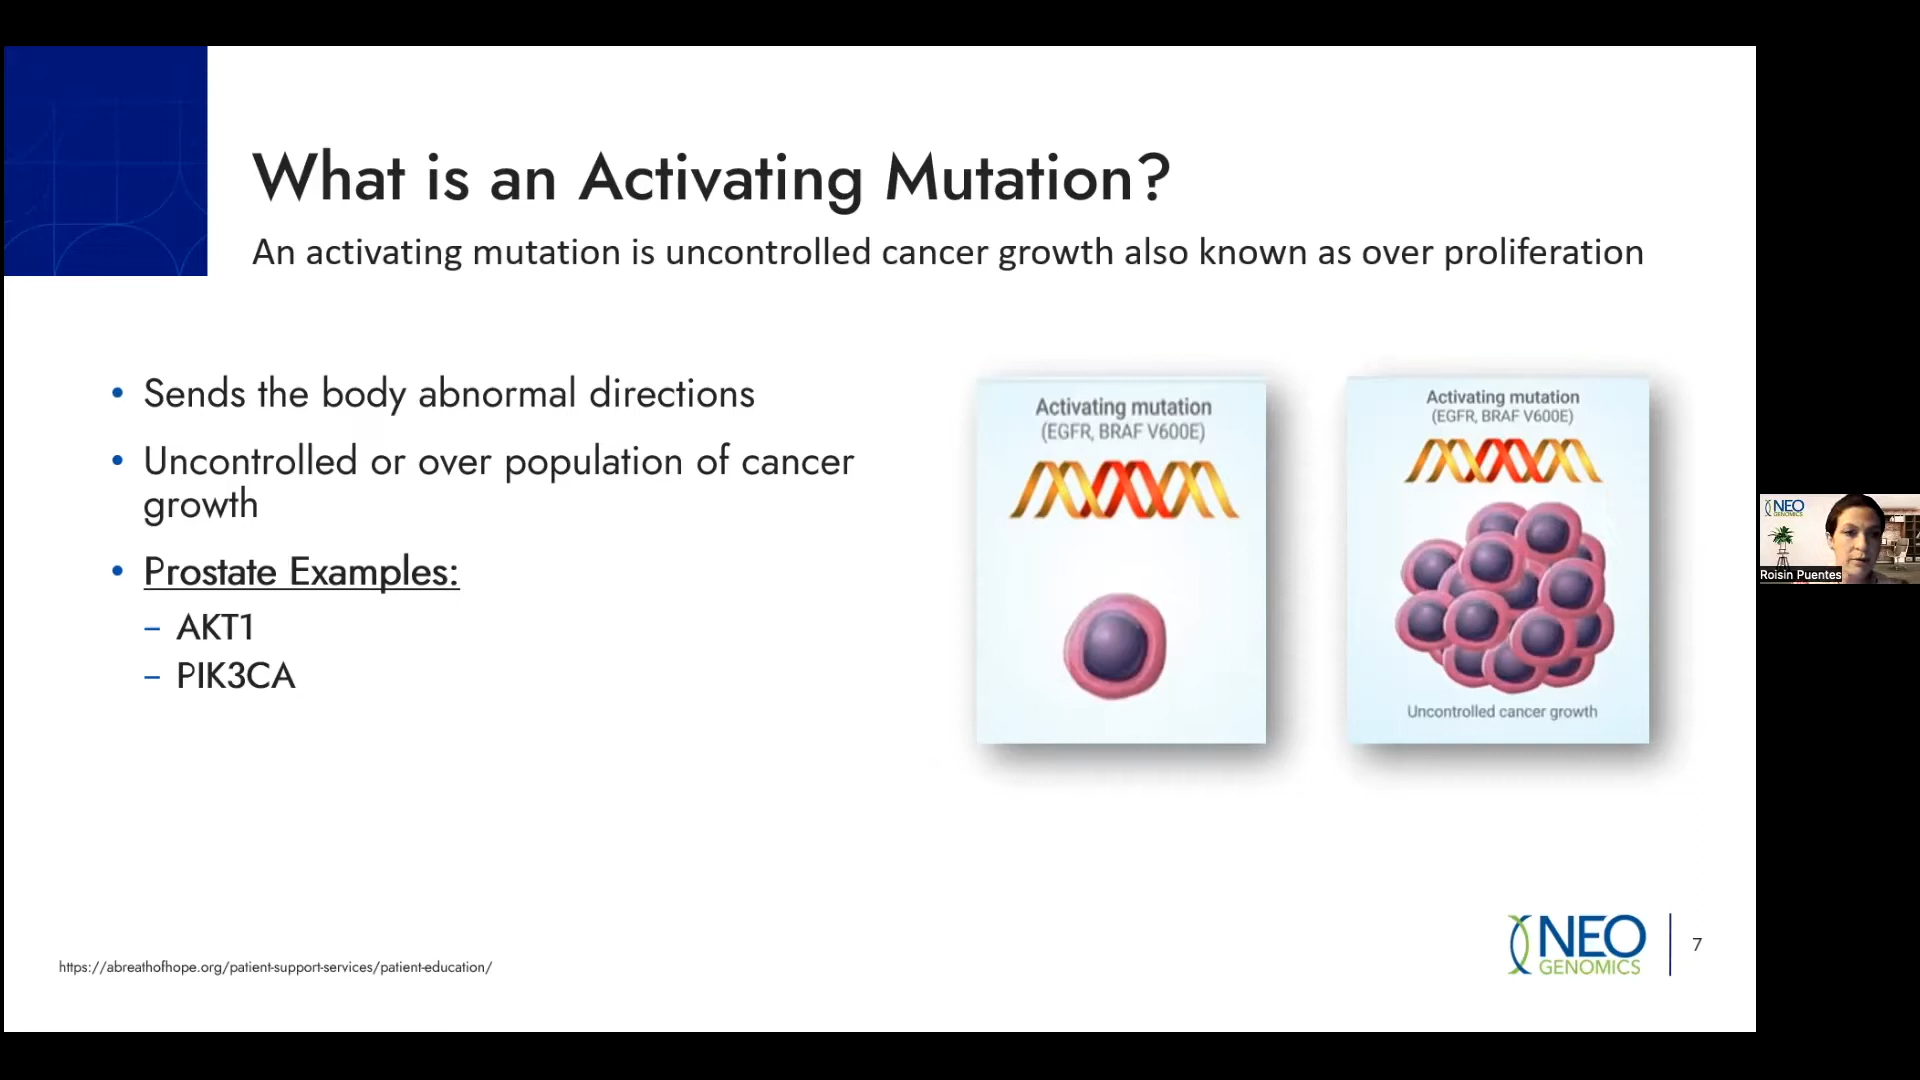 What is an Activating Mutation?
An activating mutation is uncontrolled cancer growth also known as over proliferation
• Sends the body abnormal directions
• Uncontrolled or over population of cancer
growth
• Prostate Examples:
– AKT1
– PIK3CA
Activating mutation
(EGFR, BRAF V600E)
Activating mutation
(EGFR, BRAF V600E)
Uncontrolled cancer growth
NEO
GENOMICS
Roisin Puentes
https://abreathofhope.org/patient-support-services/patient-education/
NEO
GENOMICS
7